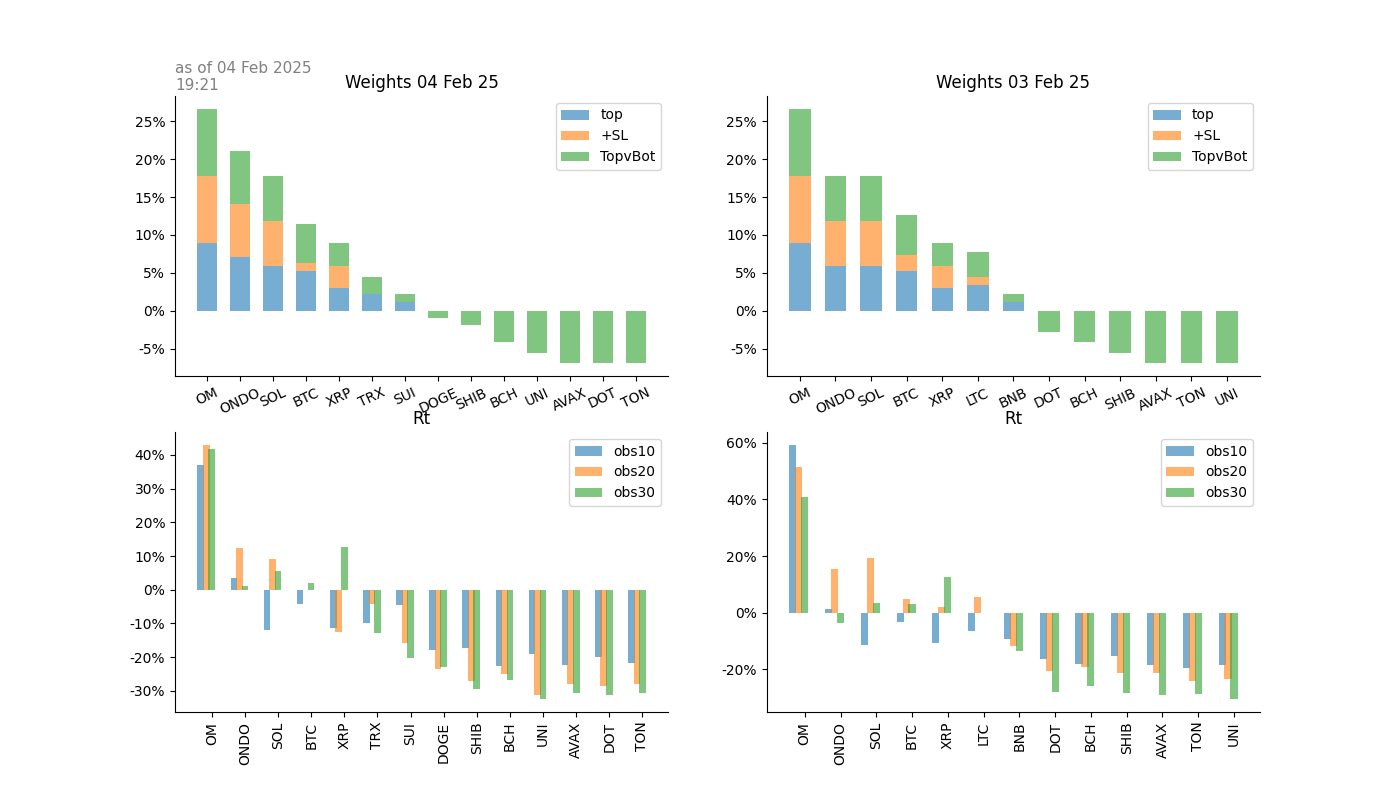 as of 04 Feb 2025
19:21
Weights 04 Feb 25
25%
20%
15%
10%
5%
0%
-5%
top
+SL
TopvBot
OM ONDO SOL BTC XRP TRX SUI DOGE SHIB BCH UNI AVAX DOT TON
Weights 03 Feb 25
25%
20%
15%
10%
5%
0%
-5%
top
+SL
TopvBot
OM ONDO SOL BTC XRP LTC BNB DOT BCH SHIB AVAX TON UNI
Rt
40%
30%
20%
10%
0%
-10%
-20%
-30%
obs10
obs20
obs30
OM ONDO SOL BTC XRP TRX SUI DOGE SHIB BCH UNI AVAX DOT TON
Rt
60%
40%
20%
0%
-20%
obs10
obs20
obs30
OM ONDO SOL BTC XRP LTC BNB DOT BCH SHIB AVAX TON UNI